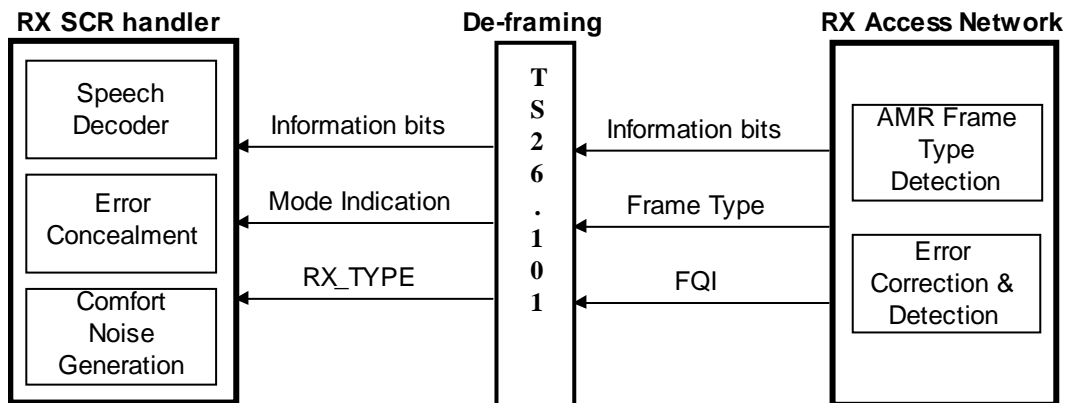 RX SCR handler
De-framing
RX Access Network
Speech
Decoder
Error
Concealment
Comfort
Noise
Generation
Information bits
Mode Indication
RX_TYPE
T
S
2
6
.
1
0
1
Information bits
Frame Type
FQI
AMR Frame
Type
Detection
Error
Correction &
Detection